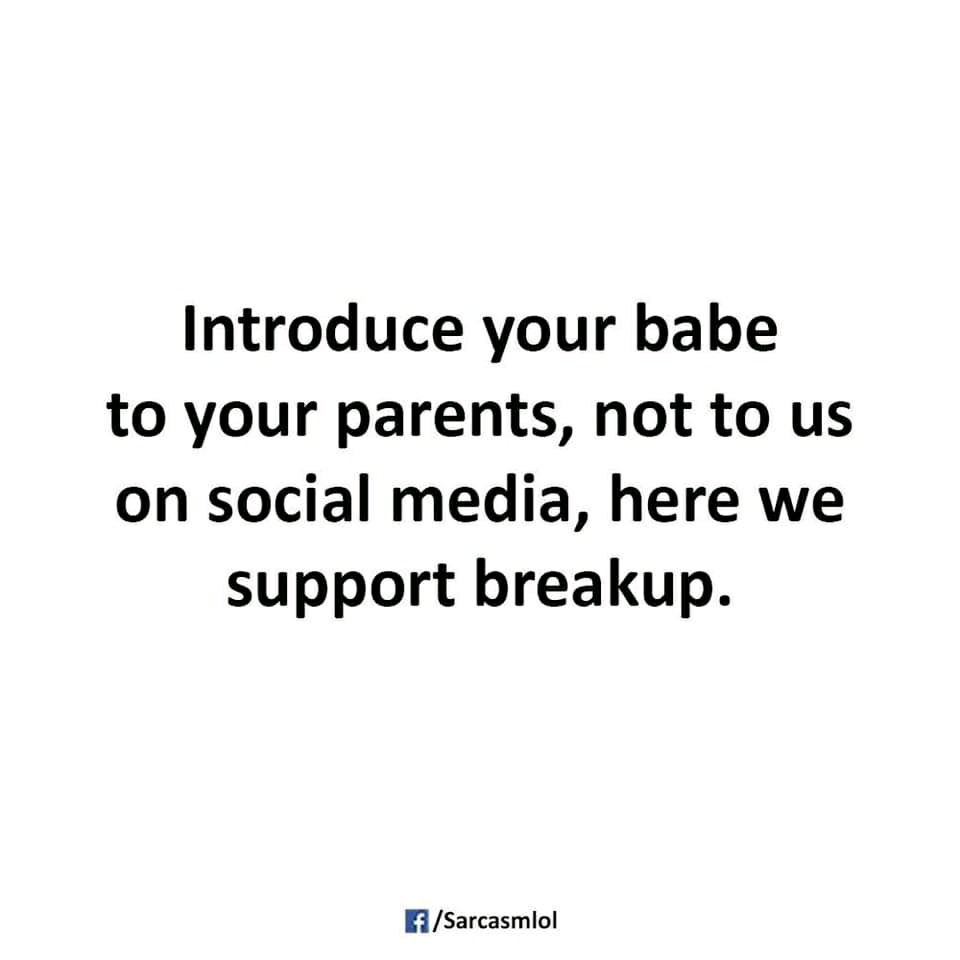 Introduce your babe
to your parents, not to us
on social media, here we
support breakup.
/Sarcasmlol